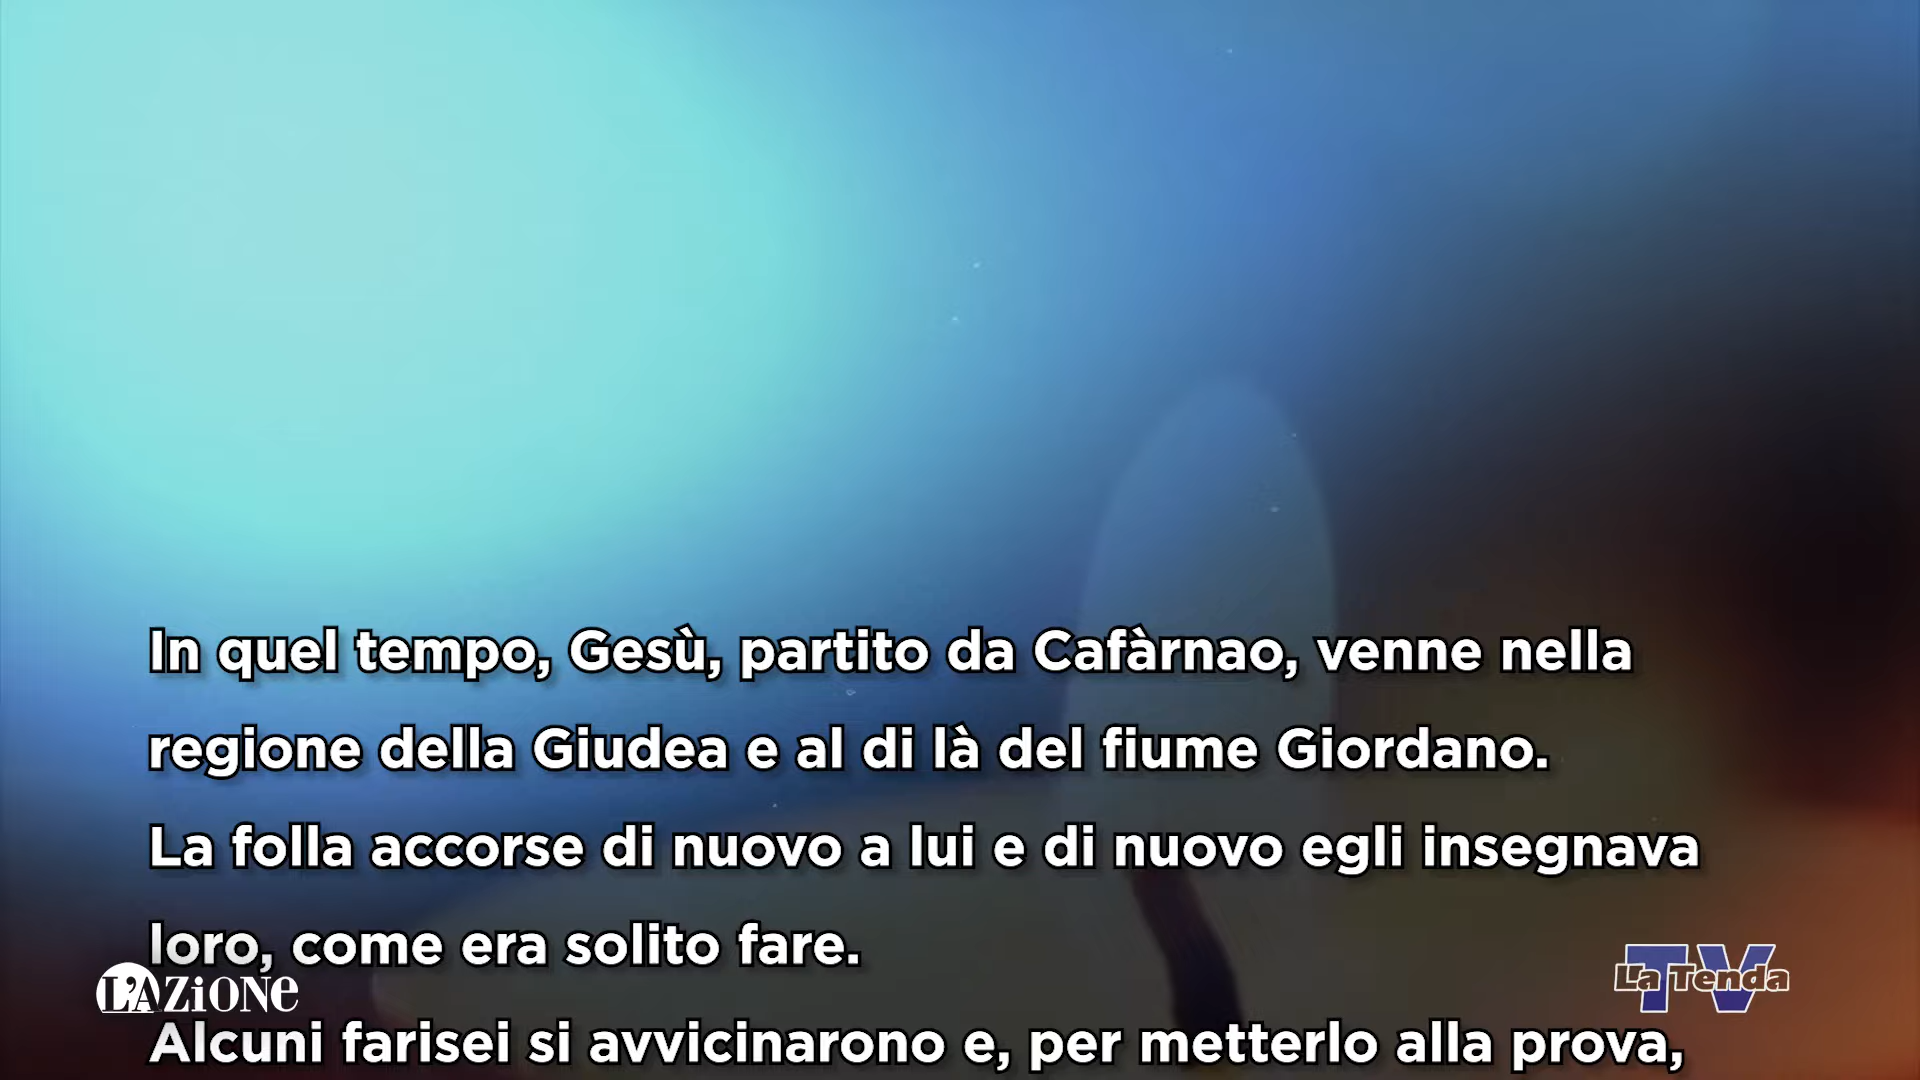 In quel tempo, Gesù, partito da Cafàrnao, venne nella
regione della Giudea e al di là del fiume Giordano.
La folla accorse di nuovo a lui e di nuovo egli insegnava
loro, come era solito fare.
L'AZiONe
La Tenda
TV
Alcuni farisei si avvicinarono e, per metterlo alla prova,